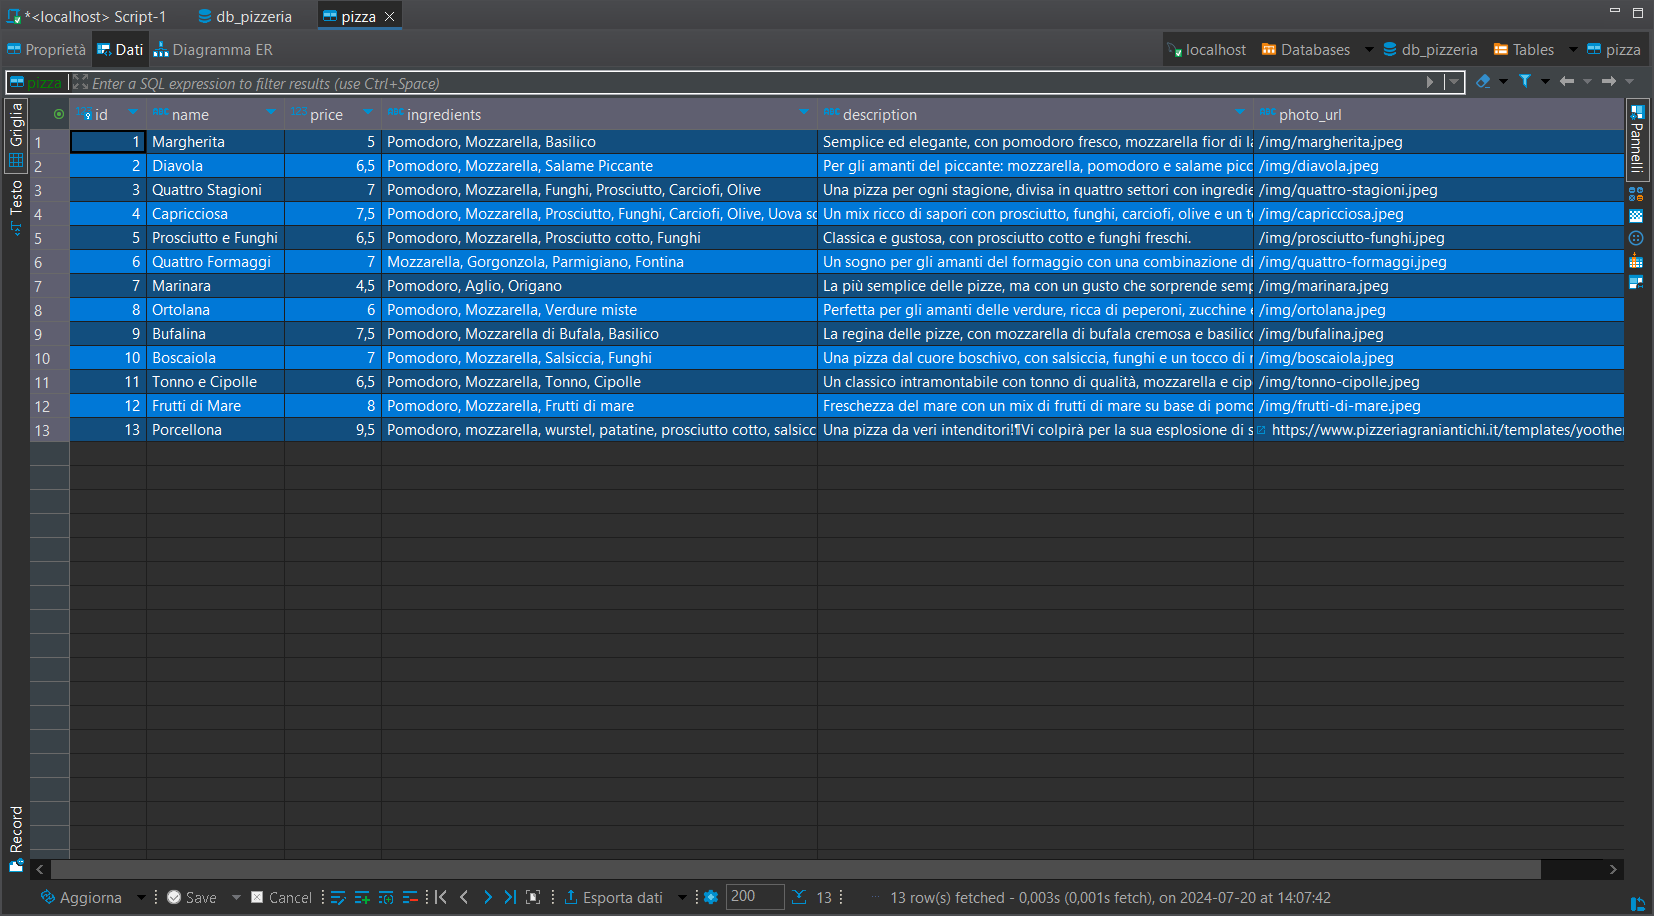 *<localhost> Script-1 db_pizzeria pizza
Proprietà Dati Diagramma ER localhost Databases db_pizzeria Tables pizza
pizza Enter a SQL expression to filter results (use Ctrl+Space)
Griglia
Testo
Record
Pannelli
123 id ABC name 123 price ABC ingredients ABC description ABC photo_url
1 1 Margherita 5 Pomodoro, Mozzarella, Basilico Semplice ed elegante, con pomodoro fresco, mozzarella fior di la /img/margherita.jpeg
2 2 Diavola 6,5 Pomodoro, Mozzarella, Salame Piccante Per gli amanti del piccante: mozzarella, pomodoro e salame picc /img/diavola.jpeg
3 3 Quattro Stagioni 7 Pomodoro, Mozzarella, Funghi, Prosciutto, Carciofi, Olive Una pizza per ogni stagione, divisa in quattro settori con ingredie /img/quattro-stagioni.jpeg
4 4 Capricciosa 7,5 Pomodoro, Mozzarella, Prosciutto, Funghi, Carciofi, Olive, Uova so Un mix ricco di sapori con prosciutto, funghi, carciofi, olive e un t /img/capricciosa.jpeg
5 5 Prosciutto e Funghi 6,5 Pomodoro, Mozzarella, Prosciutto cotto, Funghi Classica e gustosa, con prosciutto cotto e funghi freschi. /img/prosciutto-funghi.jpeg
6 6 Quattro Formaggi 7 Mozzarella, Gorgonzola, Parmigiano, Fontina Un sogno per gli amanti del formaggio con una combinazione di /img/quattro-formaggi.jpeg
7 7 Marinara 4,5 Pomodoro, Aglio, Origano La più semplice delle pizze, ma con un gusto che sorprende semp /img/marinara.jpeg
8 8 Ortolana 6 Pomodoro, Mozzarella, Verdure miste Perfetta per gli amanti delle verdure, ricca di peperoni, zucchine e /img/ortolana.jpeg
9 9 Bufalina 7,5 Pomodoro, Mozzarella di Bufala, Basilico La regina delle pizze, con mozzarella di bufala cremosa e basilico /img/bufalina.jpeg
10 10 Boscaiola 7 Pomodoro, Mozzarella, Salsiccia, Funghi Una pizza dal cuore boschivo, con salsiccia, funghi e un tocco di r /img/boscaiola.jpeg
11 11 Tonno e Cipolle 6,5 Pomodoro, Mozzarella, Tonno, Cipolle Un classico intramontabile con tonno di qualità, mozzarella e cip /img/tonno-cipolle.jpeg
12 12 Frutti di Mare 8 Pomodoro, Mozzarella, Frutti di mare Freschezza del mare con un mix di frutti di mare su base di pomo /img/frutti-di-mare.jpeg
13 13 Porcellona 9,5 Pomodoro, mozzarella, wurstel, patatine, prosciutto cotto, salsicc Una pizza da veri intenditori!¶Vi colpirà per la sua esplosione di s https://www.pizzeriagraniantichi.it/templates/yoother
Aggiorna Save Cancel Esporta dati 200 13 13 row(s) fetched - 0,003s (0,001s fetch), on 2024-07-20 at 14:07:42